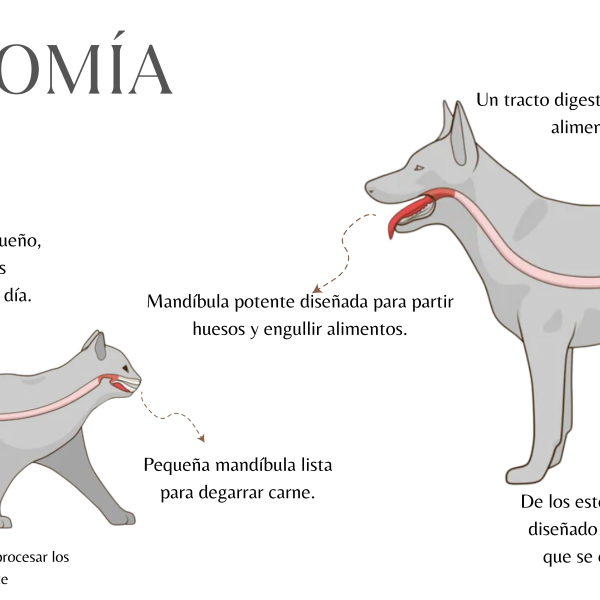 OMÍA
Un tracto digest
alimen
ueño,
s
día.
Mandíbula potente diseñada para partir
huesos y engullir alimentos.
Pequeña mandíbula lista
para degarrar carne.
De los est
diseñado
que se
procesar los
te